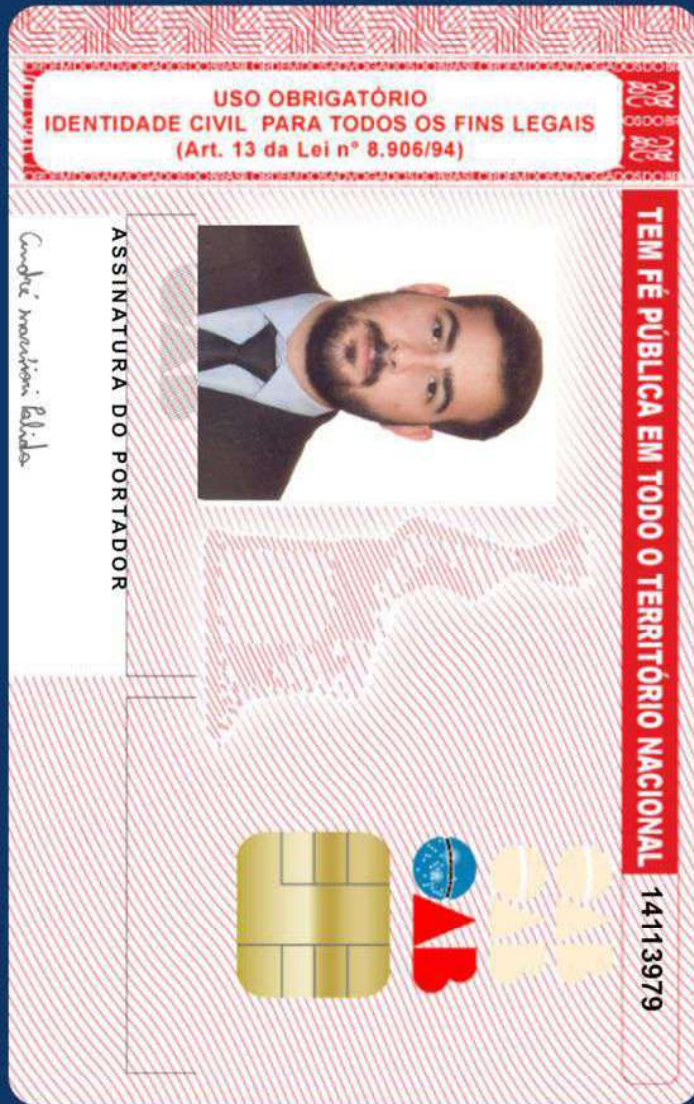 USO OBRIGATÓRIO
IDENTIDADE CIVIL PARA TODOS OS FINS LEGAIS
(Art. 13 da Lei n° 8.906/94)
TEM FÉ PÚBLICA EM TODO O TERRITÓRIO NACIONAL 14113979
OAB
ASSINATURA DO PORTADOR
André